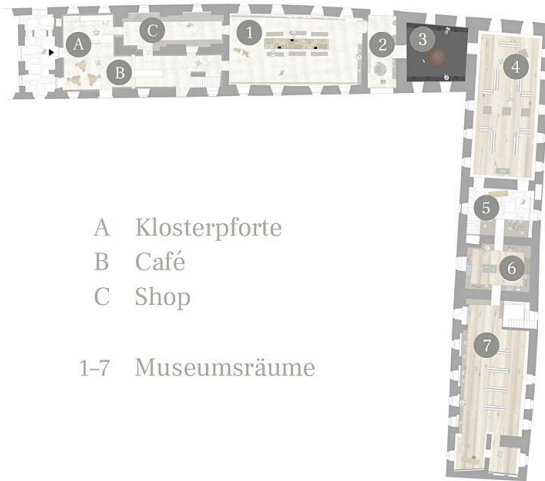 A
C
B
1
2
3
4
5
6
7
A Klosterpforte
B Café
C Shop
1–7 Museumsräume